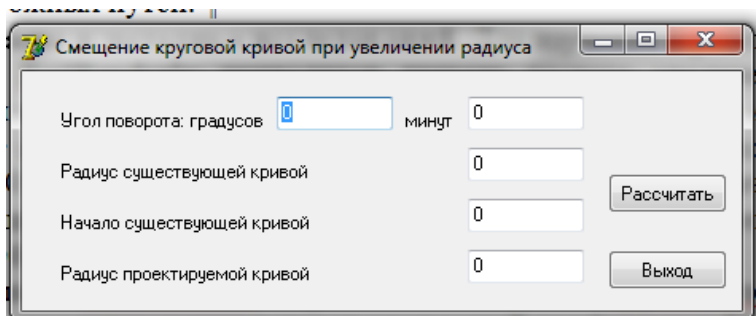 Смещение круговой кривой при увеличении радиуса
Угол поворота: градусов 0 минут 0
Радиус существующей кривой 0
Рассчитать
Начало существующей кривой 0
Радиус проектируемой кривой 0
Выход